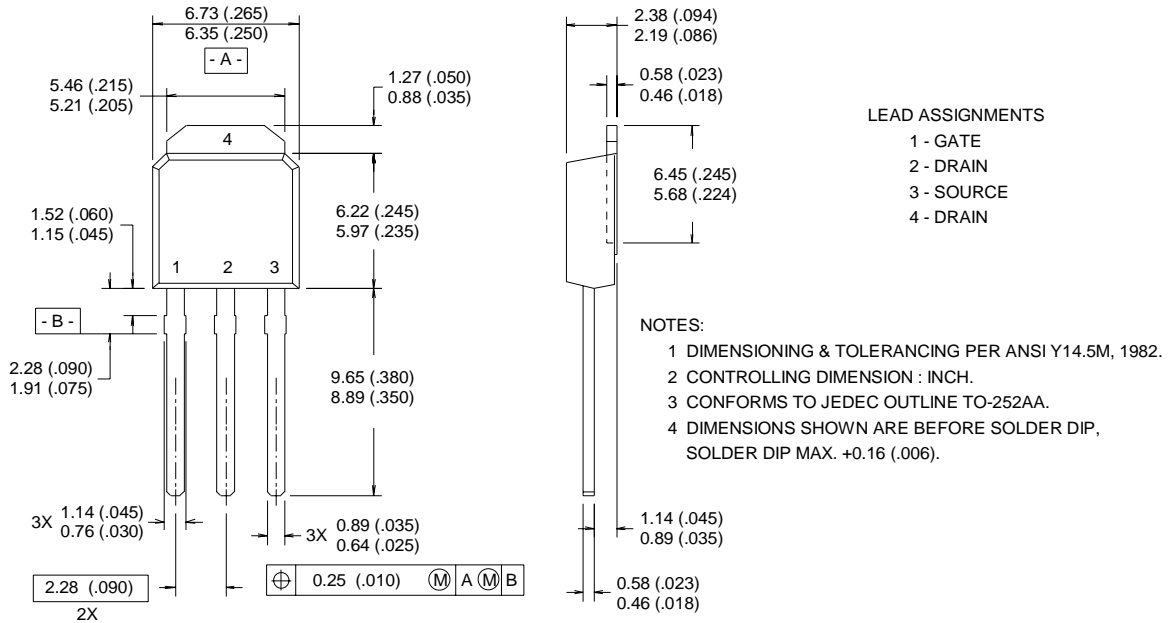 6.73 (.265)
6.35 (.250)
- A -
5.46 (.215)
5.21 (.205)
1.27 (.050)
0.88 (.035)
4
6.22 (.245)
5.97 (.235)
1.52 (.060)
1.15 (.045)
1 2 3
- B -
2.28 (.090)
1.91 (.075)
9.65 (.380)
8.89 (.350)
3X 1.14 (.045)
0.76 (.030)
3X 0.89 (.035)
0.64 (.025)
2.28 (.090)
2X
⌖ 0.25 (.010) Ⓜ A Ⓜ B
2.38 (.094)
2.19 (.086)
0.58 (.023)
0.46 (.018)
6.45 (.245)
5.68 (.224)
1.14 (.045)
0.89 (.035)
0.58 (.023)
0.46 (.018)
LEAD ASSIGNMENTS
1 - GATE
2 - DRAIN
3 - SOURCE
4 - DRAIN
NOTES:
1 DIMENSIONING & TOLERANCING PER ANSI Y14.5M, 1982.
2 CONTROLLING DIMENSION : INCH.
3 CONFORMS TO JEDEC OUTLINE TO-252AA.
4 DIMENSIONS SHOWN ARE BEFORE SOLDER DIP,
SOLDER DIP MAX. +0.16 (.006).